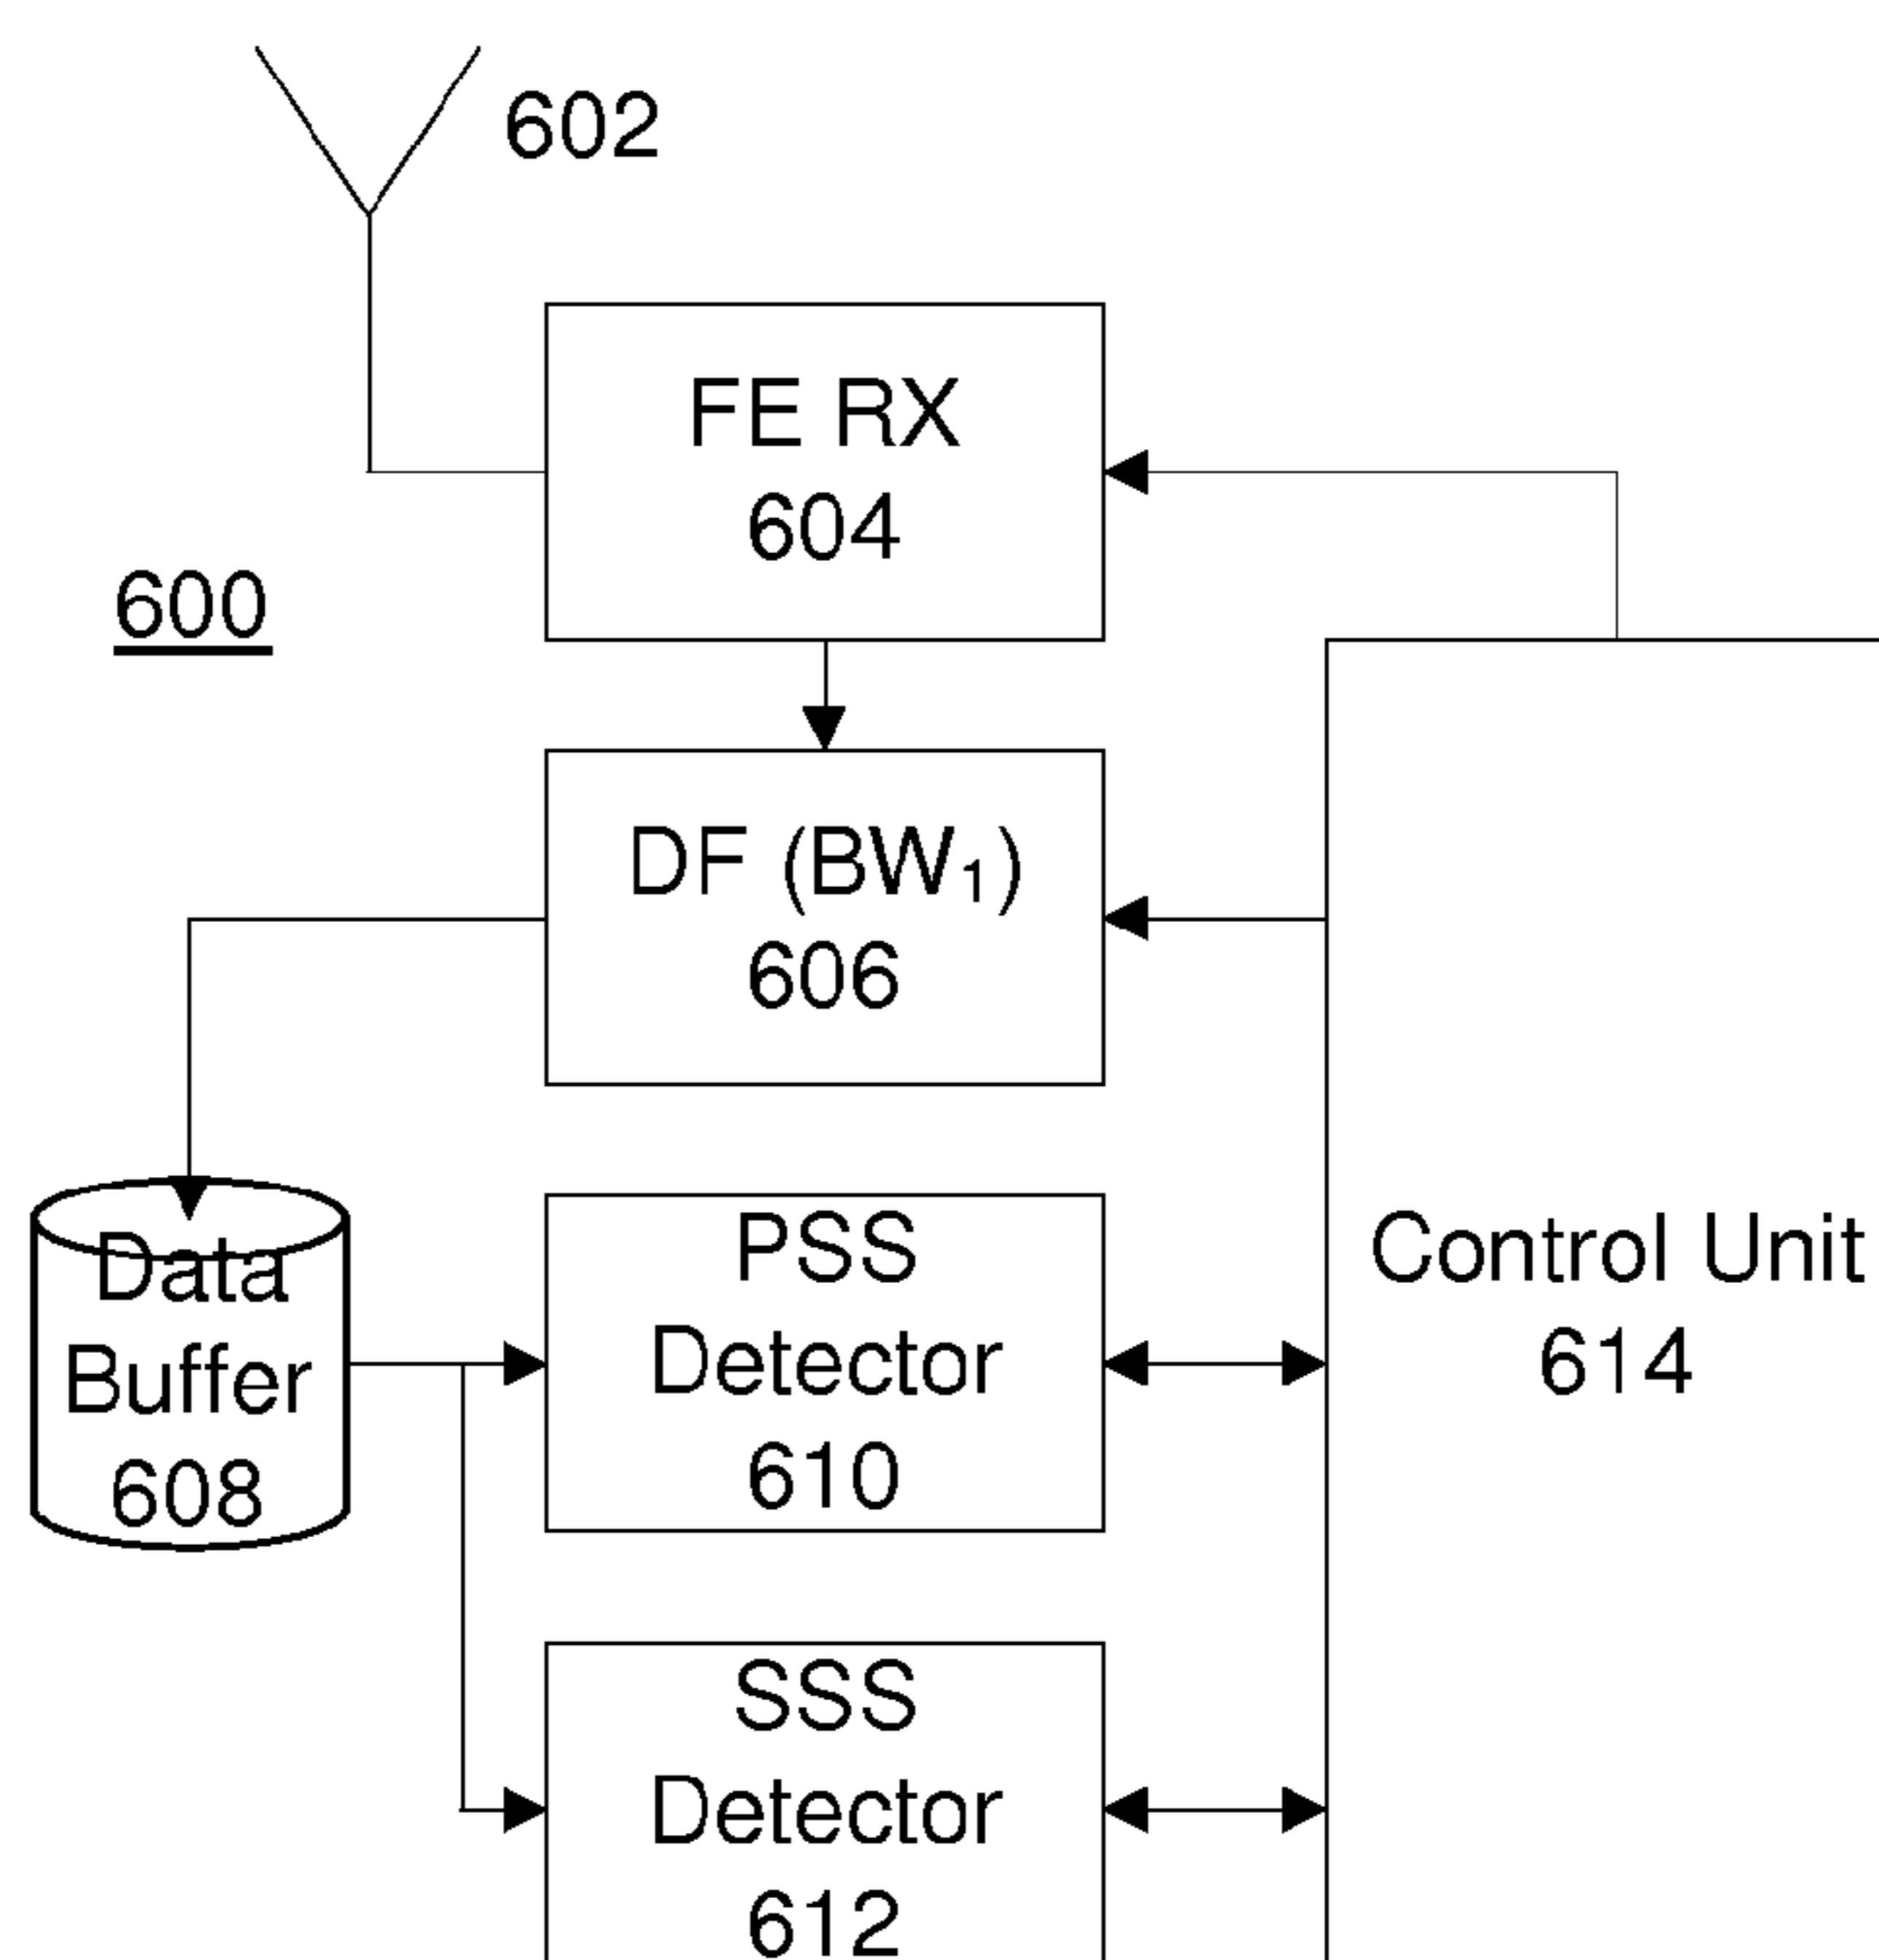 602
FE RX
604
600
DF (BW₁)
606
Data
Buffer
608
PSS
Detector
610
Control Unit
614
SSS
Detector
612